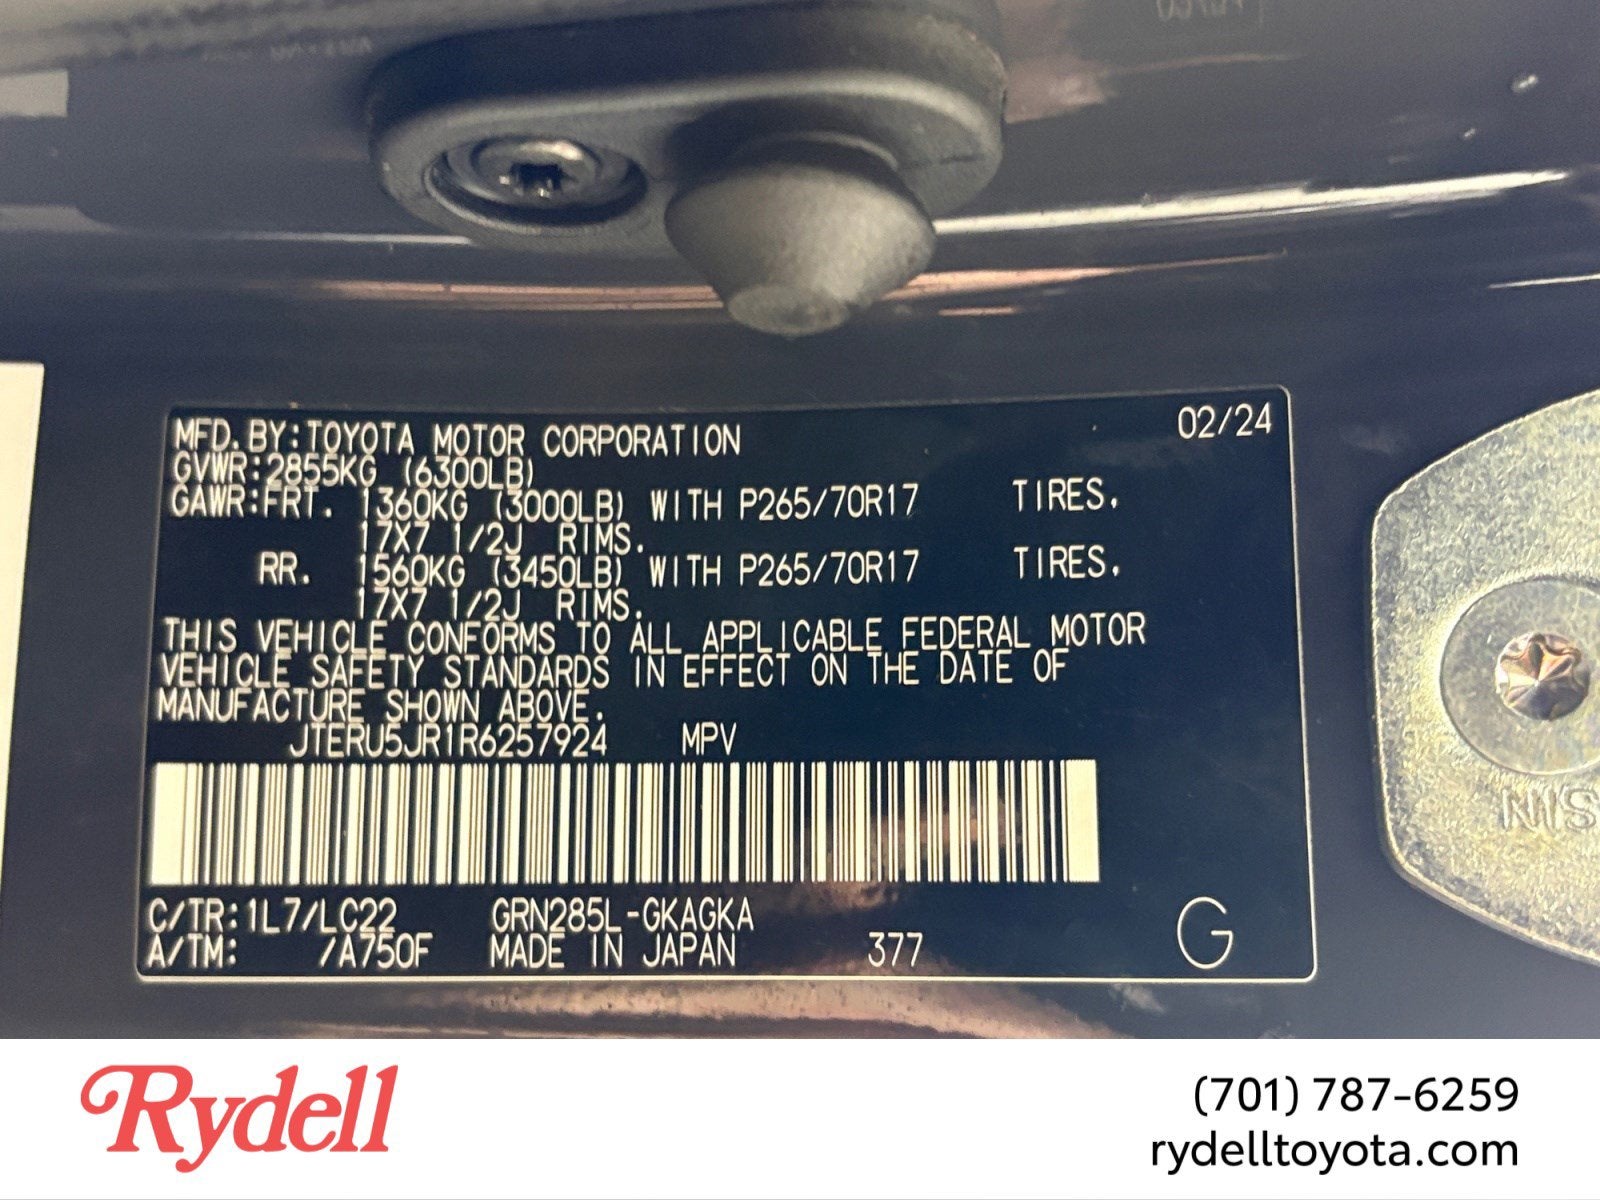 MFD. BY: TOYOTA MOTOR CORPORATION 02/24
GVWR: 2855KG (6300LB)
GAWR: FRT. 1360KG (3000LB) WITH P265/70R17 TIRES.
17X7 1/2J RIMS.
RR. 1560KG (3450LB) WITH P265/70R17 TIRES.
17X7 1/2J RIMS.
THIS VEHICLE CONFORMS TO ALL APPLICABLE FEDERAL MOTOR
VEHICLE SAFETY STANDARDS IN EFFECT ON THE DATE OF
MANUFACTURE SHOWN ABOVE.
JTERU5JR1R6257924 MPV
C/TR: 1L7/LC22 GRN285L-GKAGKA
A/TM: /A750F MADE IN JAPAN 377 G
Rydell
(701) 787-6259
rydelltoyota.com